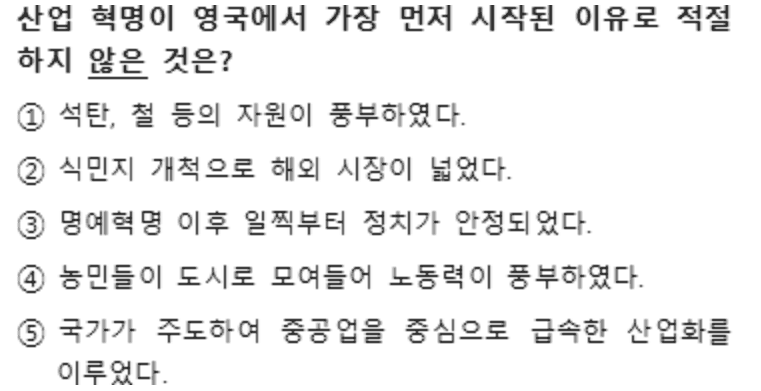 산업 혁명이 영국에서 가장 먼저 시작된 이유로 적절
하지 않은 것은?
① 석탄, 철 등의 자원이 풍부하였다.
② 식민지 개척으로 해외 시장이 넓었다.
③ 명예혁명 이후 일찍부터 정치가 안정되었다.
④ 농민들이 도시로 모여들어 노동력이 풍부하였다.
⑤ 국가가 주도하여 중공업을 중심으로 급속한 산업화를
이루었다.